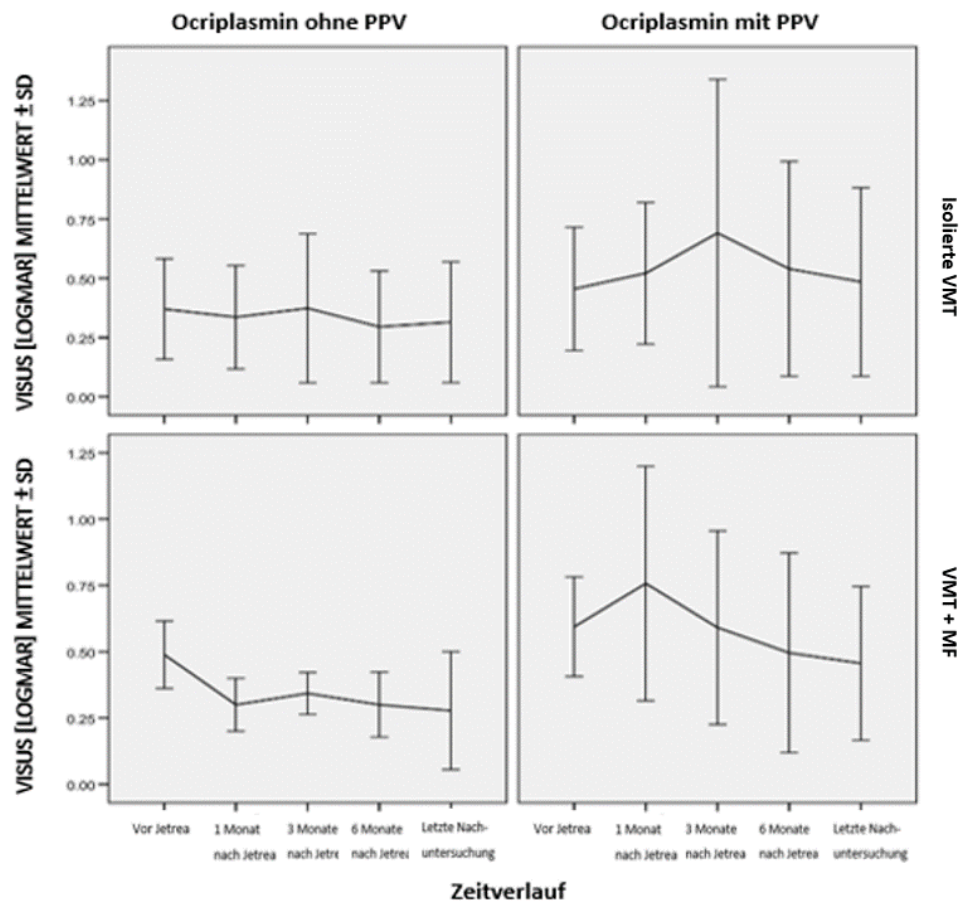 Ocriplasmin ohne PPV
Ocriplasmin mit PPV
VISUS [LOGMAR] MITTELWERT ± SD
1.25
1.00
0.75
0.50
0.25
0.00
Isolierte VMT
VISUS [LOGMAR] MITTELWERT ± SD
1.25
1.00
0.75
0.50
0.25
0.00
VMT + MF
Vor Jetrea
1 Monat
nach Jetrea
3 Monate
nach Jetre
6 Monate
nach Jetrea
Letzte Nach-
untersuchung
Vor Jetrea
1 Monat
nach Jetrea
3 Monate
nach Jetrea
6 Monate
nach Jetrea
Letzte Nach-
untersuchung
Zeitverlauf